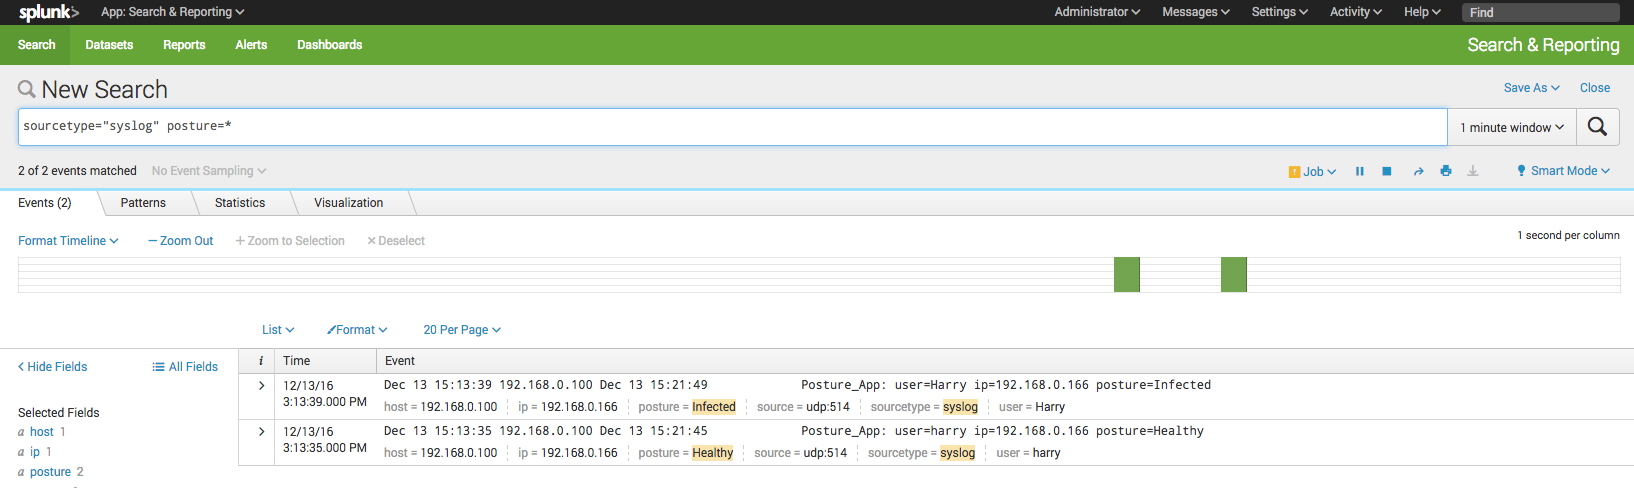 splunk> App: Search & Reporting Administrator Messages Settings Activity Help Find
Search Datasets Reports Alerts Dashboards Search & Reporting
New Search Save As Close
sourcetype="syslog" posture=* 1 minute window
2 of 2 events matched No Event Sampling Job Smart Mode
Events (2) Patterns Statistics Visualization
Format Timeline — Zoom Out + Zoom to Selection × Deselect 1 second per column
List Format 20 Per Page
< Hide Fields All Fields i Time Event
Selected Fields
a host 1
a ip 1
a posture 2
> 12/13/16 Dec 13 15:13:39 192.168.0.100 Dec 13 15:21:49 Posture_App: user=Harry ip=192.168.0.166 posture=Infected
3:13:39.000 PM host = 192.168.0.100 ip = 192.168.0.166 posture = Infected source = udp:514 sourcetype = syslog user = Harry
> 12/13/16 Dec 13 15:13:35 192.168.0.100 Dec 13 15:21:45 Posture_App: user=harry ip=192.168.0.166 posture=Healthy
3:13:35.000 PM host = 192.168.0.100 ip = 192.168.0.166 posture = Healthy source = udp:514 sourcetype = syslog user = harry